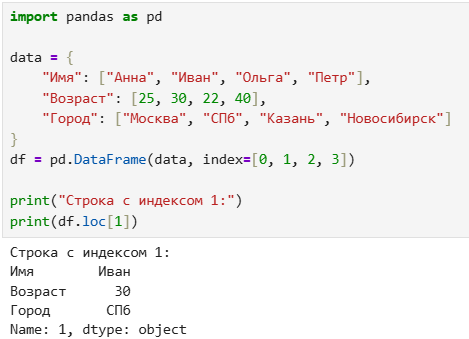 import pandas as pd
data = {
    "Имя": ["Анна", "Иван", "Ольга", "Петр"],
    "Возраст": [25, 30, 22, 40],
    "Город": ["Москва", "СПб", "Казань", "Новосибирск"]
}
df = pd.DataFrame(data, index=[0, 1, 2, 3])
print("Строка с индексом 1:")
print(df.loc[1])
Строка с индексом 1:
Имя        Иван
Возраст      30
Город       СПб
Name: 1, dtype: object